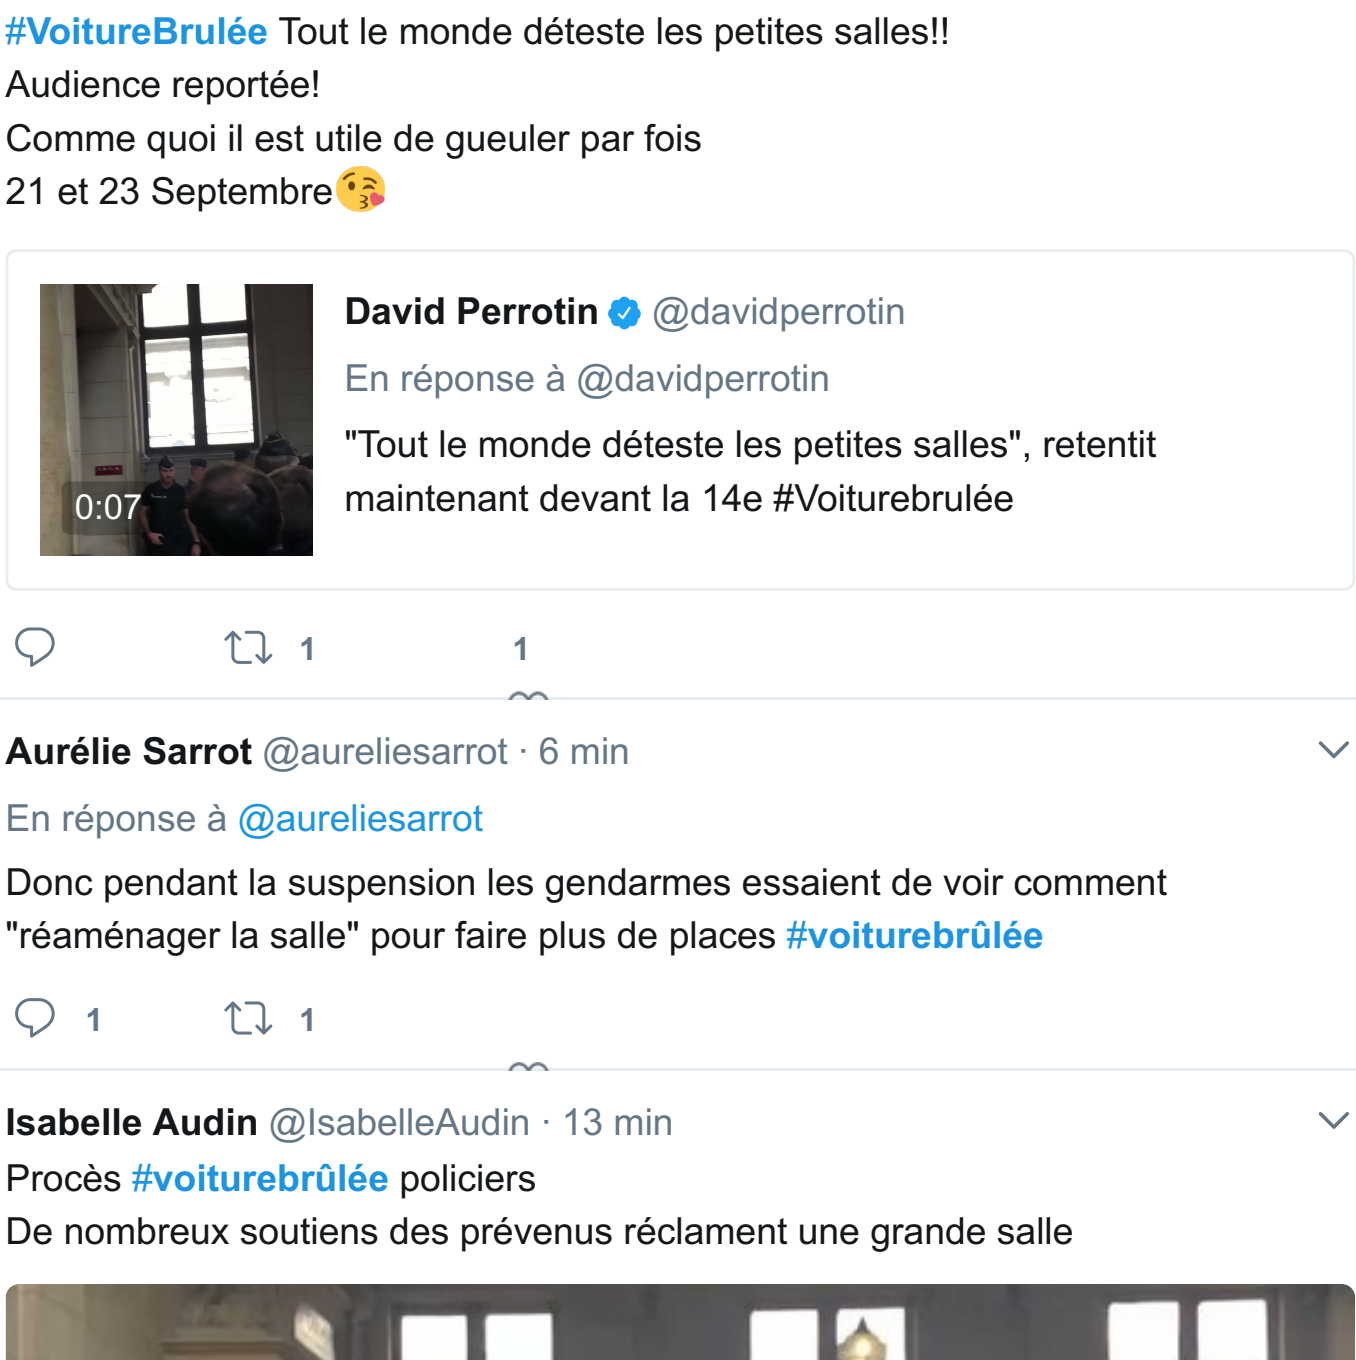 #VoitureBrulée Tout le monde déteste les petites salles!!
Audience reportée!
Comme quoi il est utile de gueuler par fois
21 et 23 Septembre😘
David Perrotin @davidperrotin
En réponse à @davidperrotin
"Tout le monde déteste les petites salles", retentit
maintenant devant la 14e #Voiturebrulée
0:07
1 1
Aurélie Sarrot @aureliesarrot · 6 min
En réponse à @aureliesarrot
Donc pendant la suspension les gendarmes essaient de voir comment
"réaménager la salle" pour faire plus de places #voiturebrûlée
1 1
Isabelle Audin @IsabelleAudin · 13 min
Procès #voiturebrûlée policiers
De nombreux soutiens des prévenus réclament une grande salle